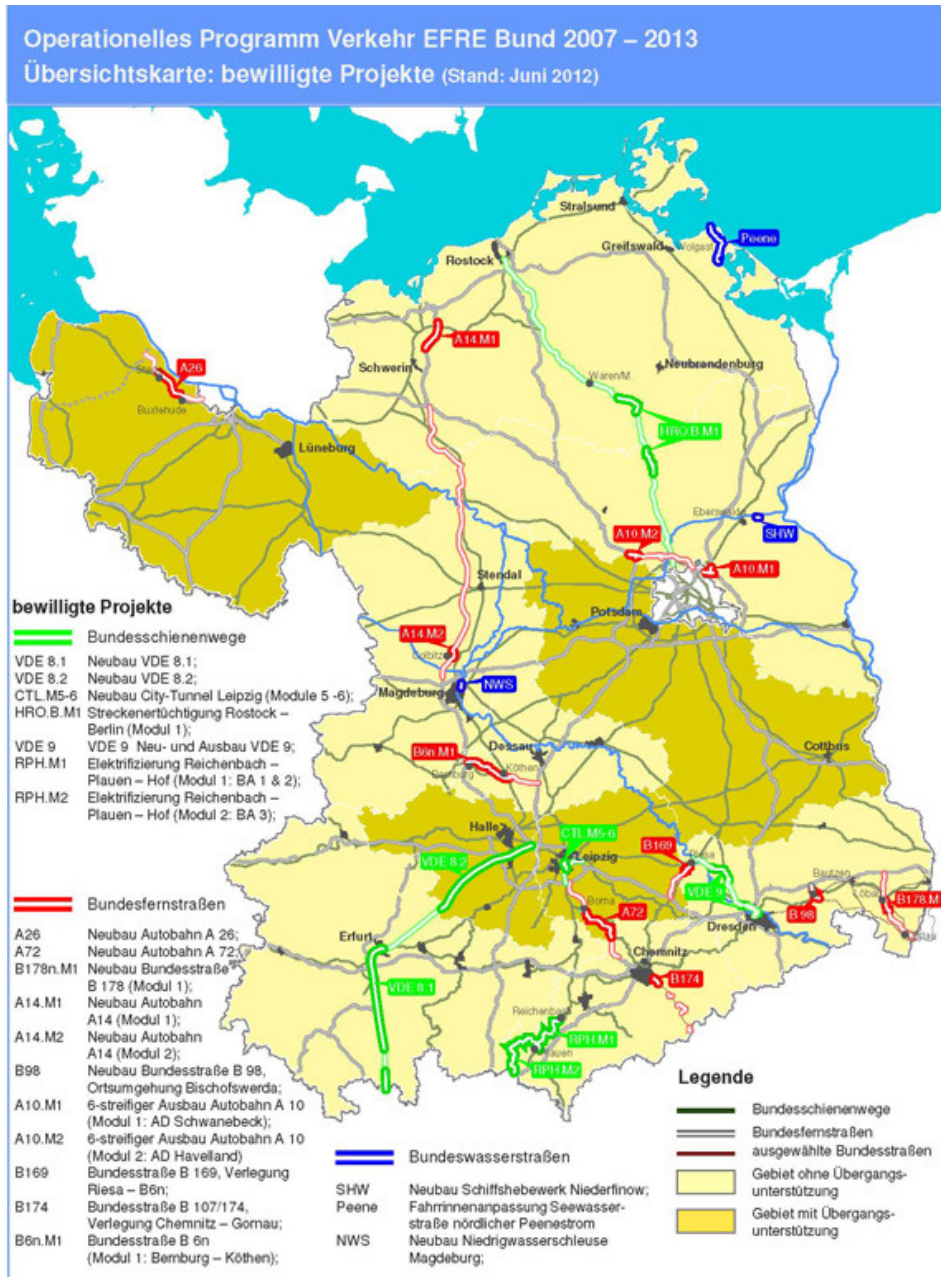 Operationelles Programm Verkehr EFRE Bund 2007 – 2013
Übersichtskarte: bewilligte Projekte (Stand: Juni 2012)
Stralsund
Greifswald
Wolgast
Peene
Rostock
A14.M1
Schwerin
Neubrandenburg
Waren/M.
A26
Stade
Buxtehude
Lüneburg
HRO.B.M1
Eberswalde
SHW
A10.M2
A10.M1
Stendal
Potsdam
A14.M2
Colbitz
NWS
Magdeburg
B6n.M1
Dessau
Bernburg
Köthen
Cottbus
Halle
CTL.M5-6
Leipzig
VDE 8.2
B169
Riesa
VDE 9
Bautzen
Löbau
B 98
B178.M1
Zittau
Dresden
Borna
A72
Erfurt
Chemnitz
B174
VDE 8.1
Reichenbach
RPH.M1
Plauen
RPH.M2
bewilligte Projekte
Bundesschienenwege
VDE 8.1 Neubau VDE 8.1;
VDE 8.2 Neubau VDE 8.2;
CTL.M5-6 Neubau City-Tunnel Leipzig (Module 5 -6);
HRO.B.M1 Streckenertüchtigung Rostock –
Berlin (Modul 1);
VDE 9 VDE 9 Neu- und Ausbau VDE 9;
RPH.M1 Elektrifizierung Reichenbach –
Plauen – Hof (Modul 1: BA 1 & 2);
RPH.M2 Elektrifizierung Reichenbach –
Plauen – Hof (Modul 2: BA 3);
Bundesfernstraßen
A26 Neubau Autobahn A 26;
A72 Neubau Autobahn A 72;
B178n.M1 Neubau Bundesstraße
B 178 (Modul 1);
A14.M1 Neubau Autobahn
A14 (Modul 1);
A14.M2 Neubau Autobahn
A14 (Modul 2);
B98 Neubau Bundesstraße B 98,
Ortsumgehung Bischofswerda;
A10.M1 6-streifiger Ausbau Autobahn A 10
(Modul 1: AD Schwanebeck);
A10.M2 6-streifiger Ausbau Autobahn A 10
(Modul 2: AD Havelland)
B169 Bundesstraße B 169, Verlegung
Riesa – B6n;
B174 Bundesstraße B 107/174,
Verlegung Chemnitz – Gornau;
B6n.M1 Bundesstraße B 6n
(Modul 1: Bernburg – Köthen);
Bundeswasserstraßen
SHW Neubau Schiffshebewerk Niederfinow;
Peene Fahrrinnenanpassung Seewasser-
straße nördlicher Peenestrom
NWS Neubau Niedrigwasserschleuse
Magdeburg;
Legende
Bundesschienenwege
Bundesfernstraßen
ausgewählte Bundesstraßen
Gebiet ohne Übergangs-
unterstützung
Gebiet mit Übergangs-
unterstützung